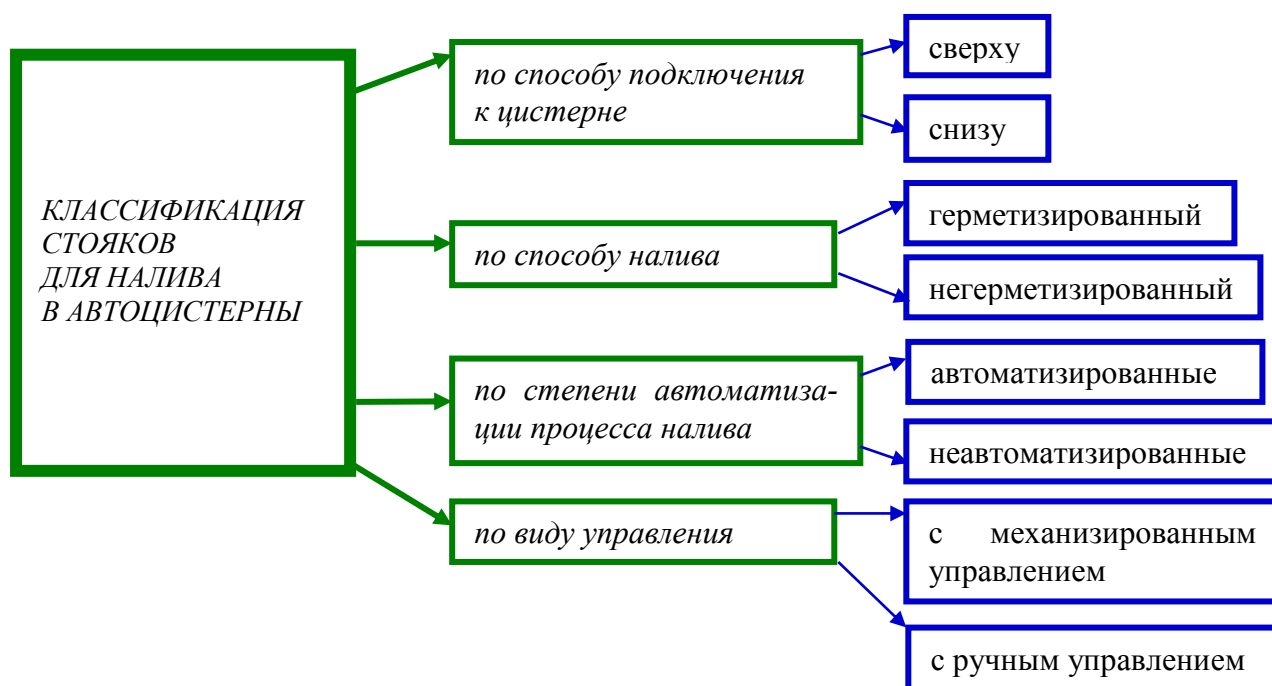 КЛАССИФИКАЦИЯ
СТОЯКОВ
ДЛЯ НАЛИВА
В АВТОЦИСТЕРНЫ
по способу подключения
к цистерне
сверху
снизу
по способу налива
герметизированный
негерметизированный
по степени автоматиза-
ции процесса налива
автоматизированные
неавтоматизированные
по виду управления
с механизированным
управлением
с ручным управлением